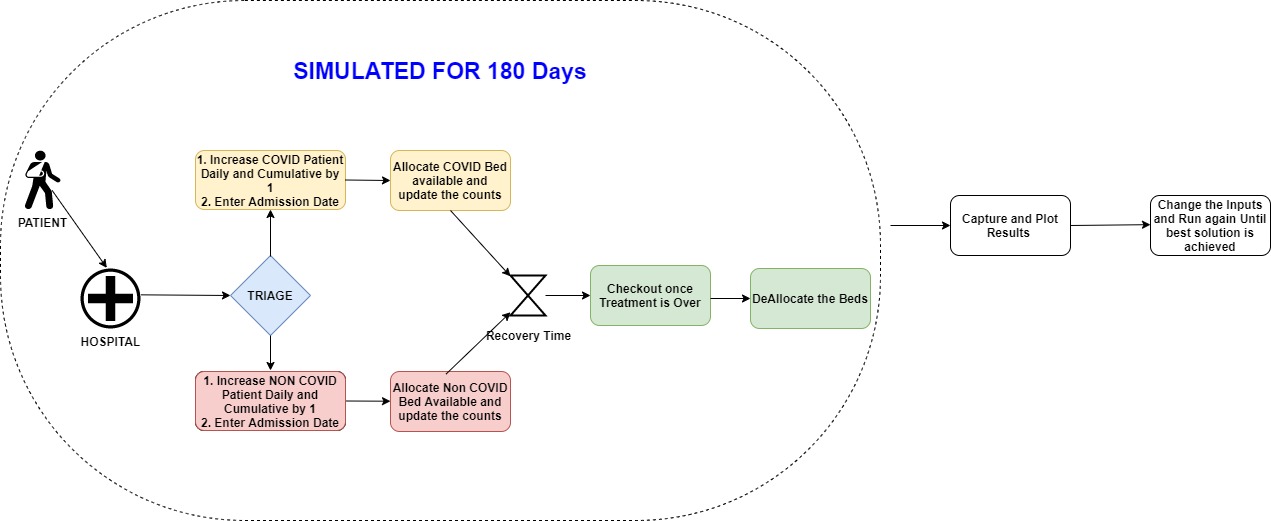 SIMULATED FOR 180 Days
PATIENT
HOSPITAL
TRIAGE
1. Increase COVID Patient
Daily and Cumulative by
1
2. Enter Admission Date
Allocate COVID Bed
available and
update the counts
1. Increase NON COVID
Patient Daily and
Cumulative by 1
2. Enter Admission Date
Allocate Non COVID
Bed Available and
update the counts
Recovery Time
Checkout once
Treatment is Over
DeAllocate the Beds
Capture and Plot
Results
Change the Inputs
and Run again Until
best solution is
achieved